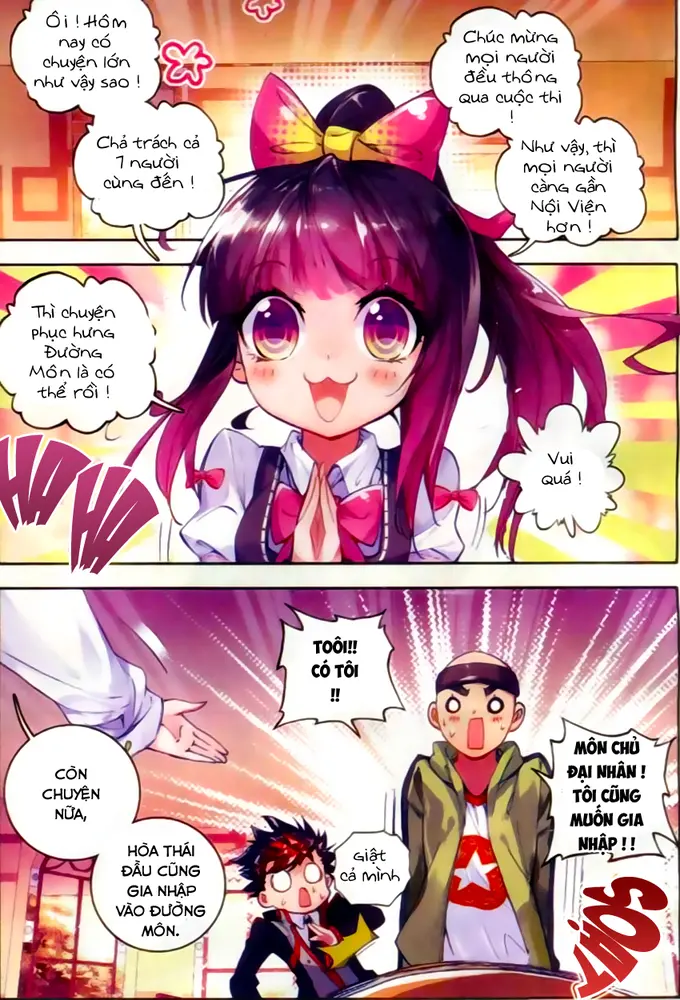 Ôi ! Hôm
nay có
chuyện lớn
như vậy sao !
Chả trách cả
7 người
cùng đến !
Chúc mừng
mọi người
đều thông
qua cuộc thi
!
Như vậy, thì
mọi người
càng gần
Nội Viện
hơn !
Thì chuyện
phục hưng
Đường
Môn là có
thể rồi !
Vui
Quá !
HA HA
TOÔI!!
CÓ TÔI
!!
MÔN CHỦ
ĐẠI NHÂN !
TÔI CŨNG
MUỐN GIA
NHẬP ! !
CÒN
CHUYỆN
NỮA,
HÒA THÁI
ĐẦU CŨNG
GIA NHẬP
VÀO ĐƯỜNG
MÔN.
Giật
cả mình